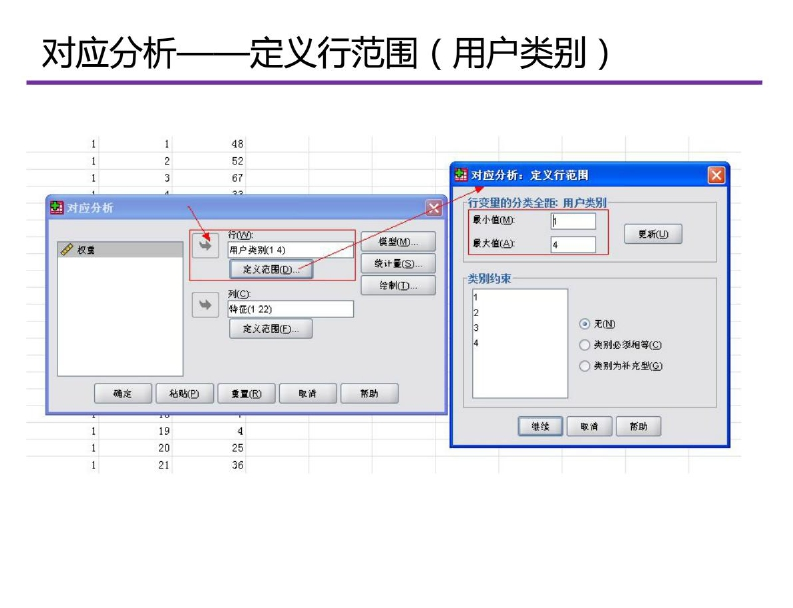 对应分析——定义行范围（用户类别）
1 1 48
1 2 52
1 3 67
对应分析
权重
行(W):
用户类别(1 4)
定义范围(D)...
列(C):
特征(1 22)
定义范围(F)...
模型(M)...
统计量(S)...
绘制(T)...
确定 粘贴(P) 重置(R) 取消 帮助
对应分析: 定义行范围
行变量的分类全距: 用户类别
最小值(M): 1
最大值(A): 4
更新(U)
类别约束
1
2
3
4
无(N)
类别必须相等(C)
类别为补充型(G)
继续 取消 帮助
1 19 4
1 20 25
1 21 36